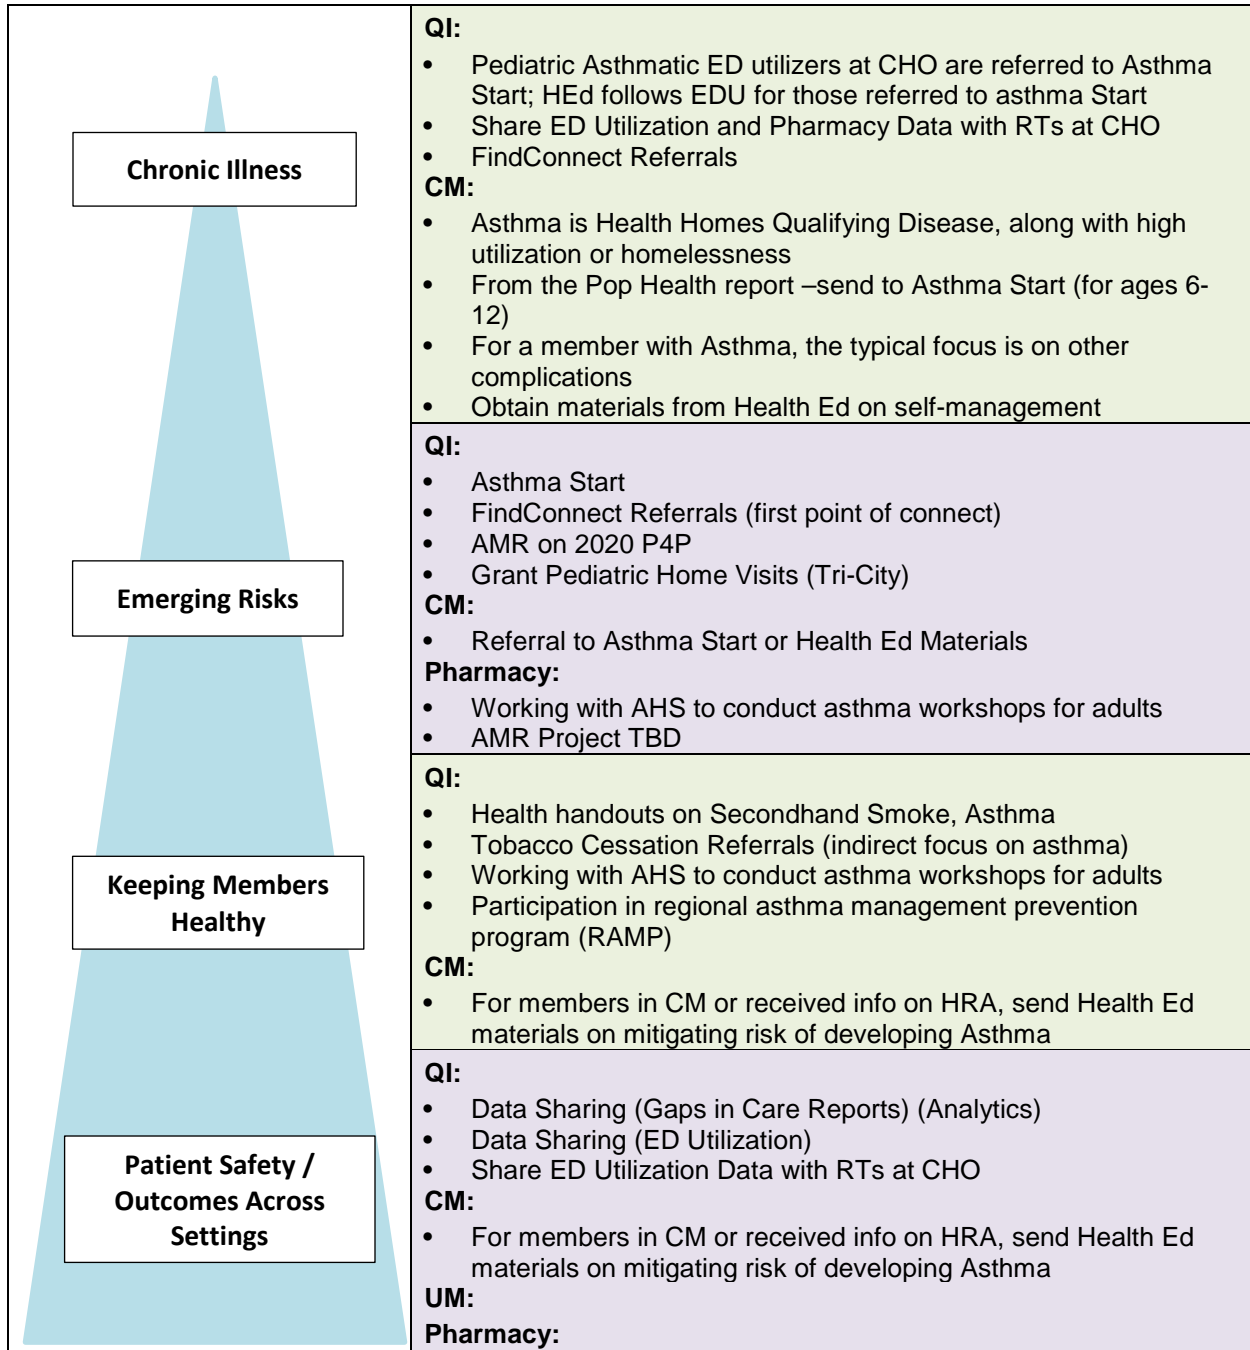 Chronic Illness
QI:
• Pediatric Asthmatic ED utilizers at CHO are referred to Asthma
Start; HEd follows EDU for those referred to asthma Start
• Share ED Utilization and Pharmacy Data with RTs at CHO
• FindConnect Referrals
CM:
• Asthma is Health Homes Qualifying Disease, along with high
utilization or homelessness
• From the Pop Health report –send to Asthma Start (for ages 6-
12)
• For a member with Asthma, the typical focus is on other
complications
• Obtain materials from Health Ed on self-management
Emerging Risks
QI:
• Asthma Start
• FindConnect Referrals (first point of connect)
• AMR on 2020 P4P
• Grant Pediatric Home Visits (Tri-City)
CM:
• Referral to Asthma Start or Health Ed Materials
Pharmacy:
• Working with AHS to conduct asthma workshops for adults
• AMR Project TBD
Keeping Members
Healthy
QI:
• Health handouts on Secondhand Smoke, Asthma
• Tobacco Cessation Referrals (indirect focus on asthma)
• Working with AHS to conduct asthma workshops for adults
• Participation in regional asthma management prevention
program (RAMP)
CM:
• For members in CM or received info on HRA, send Health Ed
materials on mitigating risk of developing Asthma
Patient Safety /
Outcomes Across
Settings
QI:
• Data Sharing (Gaps in Care Reports) (Analytics)
• Data Sharing (ED Utilization)
• Share ED Utilization Data with RTs at CHO
CM:
• For members in CM or received info on HRA, send Health Ed
materials on mitigating risk of developing Asthma
UM:
Pharmacy: